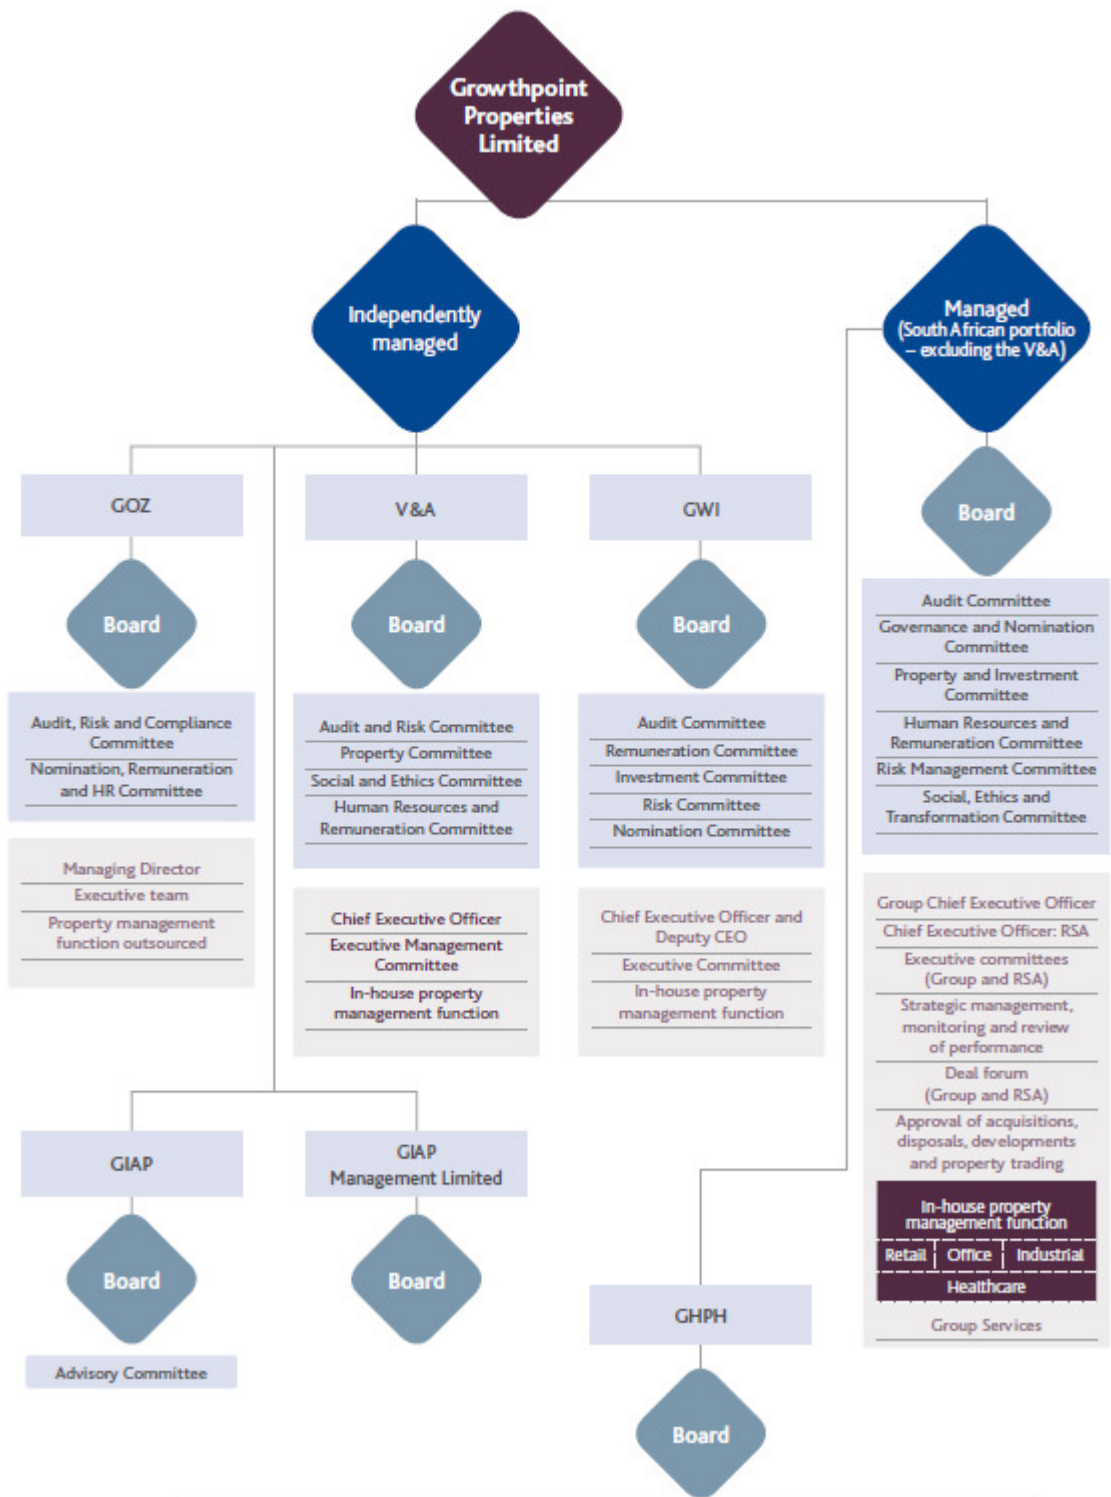 Growthpoint
Properties
Limited
Independently
managed
Managed
(South African portfolio
– excluding the V&A)
GOZ
Board
Audit, Risk and Compliance
Committee
Nomination, Remuneration
and HR Committee
Managing Director
Executive team
Property management
function outsourced
V&A
Board
Audit and Risk Committee
Property Committee
Social and Ethics Committee
Human Resources and
Remuneration Committee
Chief Executive Officer
Executive Management
Committee
In-house property
management function
GWI
Board
Audit Committee
Remuneration Committee
Investment Committee
Risk Committee
Nomination Committee
Chief Executive Officer and
Deputy CEO
Executive Committee
In-house property
management function
Board
Audit Committee
Governance and Nomination
Committee
Property and Investment
Committee
Human Resources and
Remuneration Committee
Risk Management Committee
Social, Ethics and
Transformation Committee
Group Chief Executive Officer
Chief Executive Officer: RSA
Executive committees
(Group and RSA)
Strategic management,
monitoring and review
of performance
Deal forum
(Group and RSA)
Approval of acquisitions,
disposals, developments
and property trading
In-house property
management function
Retail Office Industrial
Healthcare
Group Services
GIAP
Board
Advisory Committee
GIAP
Management Limited
Board
GHPH
Board